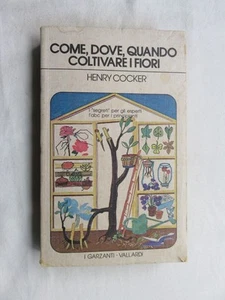 COME, DOVE, QUANDO
COLTIVARE I FIORI
HENRY COCKER
i "segreti" per gli esperti
l'abc per i principianti
I GARZANTI - VALLARDI